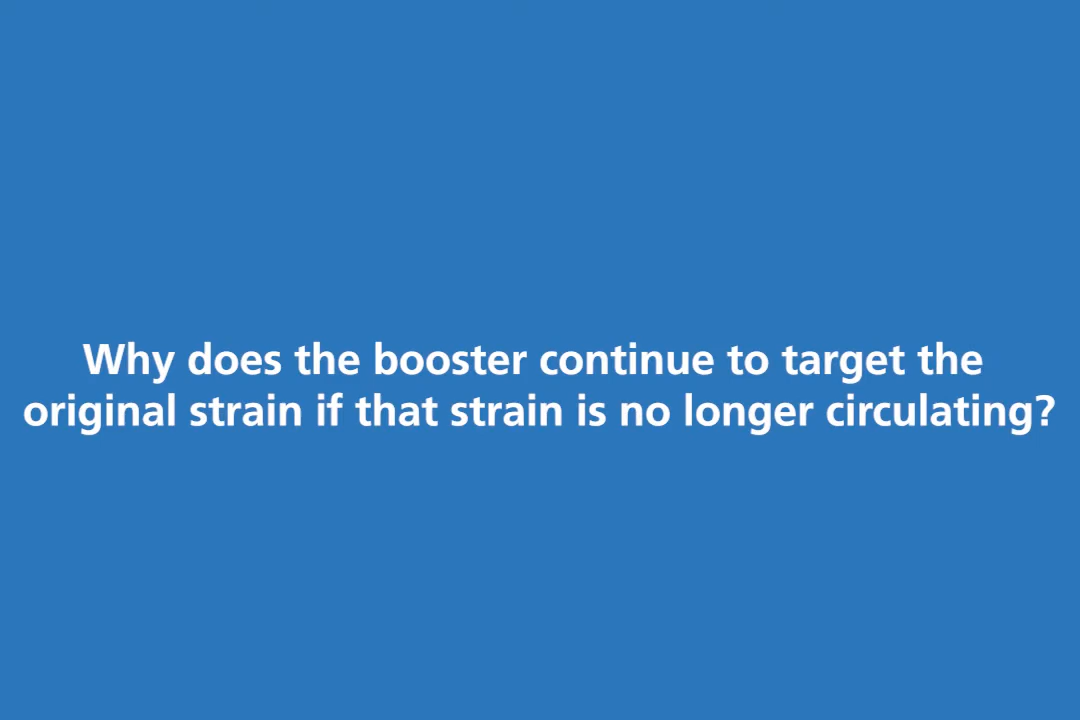 Why does the booster continue to target the
original strain if that strain is no longer circulating?